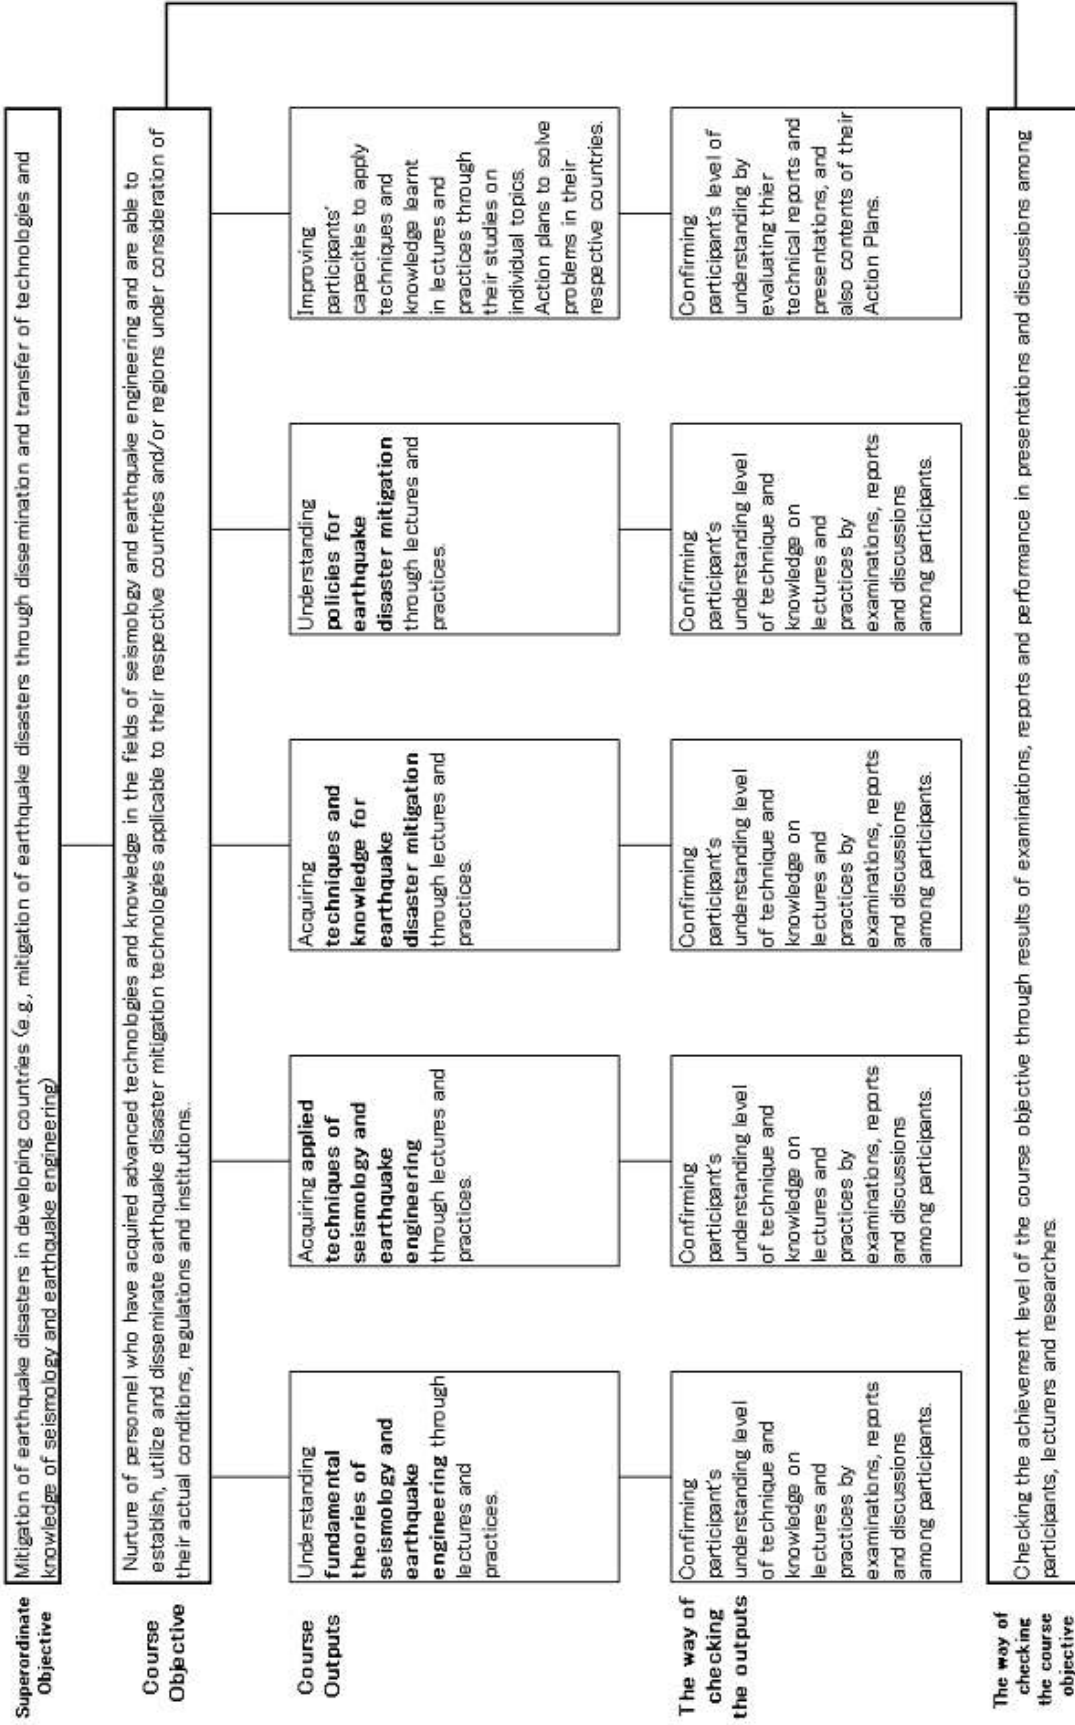 Superordinate
Objective
Mitigation of earthquake disasters in developing countries (e.g., mitigation of earthquake disasters through dissemination and transfer of technologies and
knowledge of seismology and earthquake engineering)
Course
Objective
Nurture of personnel who have acquired advanced technologies and knowledge in the fields of seismology and earthquake engineering and are able to
establish, utilize and disseminate earthquake disaster mitigation technologies applicable to their respective countries and/or regions under consideration of
their actual conditions, regulations and institutions.
Course
Outputs
Understanding
fundamental
theories of
seismology and
earthquake
engineering through
lectures and
practices.
Acquiring applied
techniques of
seismology and
earthquake
engineering
through lectures and
practices.
Acquiring
techniques and
knowledge for
earthquake
disaster mitigation
through lectures and
practices.
Understanding
policies for
earthquake
disaster mitigation
through lectures and
practices.
Improving
participants'
capacities to apply
techniques and
knowledge learnt
in lectures and
practices through
their studies on
individual topics.
Action plans to solve
problems in their
respective countries.
The way of
checking
the outputs
Confirming
participant's
understanding level
of technique and
knowledge on
lectures and
practices by
examinations, reports
and discussions
among participants.
Confirming
participant's
understanding level
of technique and
knowledge on
lectures and
practices by
examinations, reports
and discussions
among participants.
Confirming
participant's
understanding level
of technique and
knowledge on
lectures and
practices by
examinations, reports
and discussions
among participants.
Confirming
participant's
understanding level
of technique and
knowledge on
lectures and
practices by
examinations, reports
and discussions
among participants.
Confirming
participant's level of
understanding by
evaluating thier
technical reports and
presentations, and
also contents of their
Action Plans.
The way of
checking
the course
objective
Checking the achievement level of the course objective through results of examinations, reports and performance in presentations and discussions among
participants, lecturers and researchers.